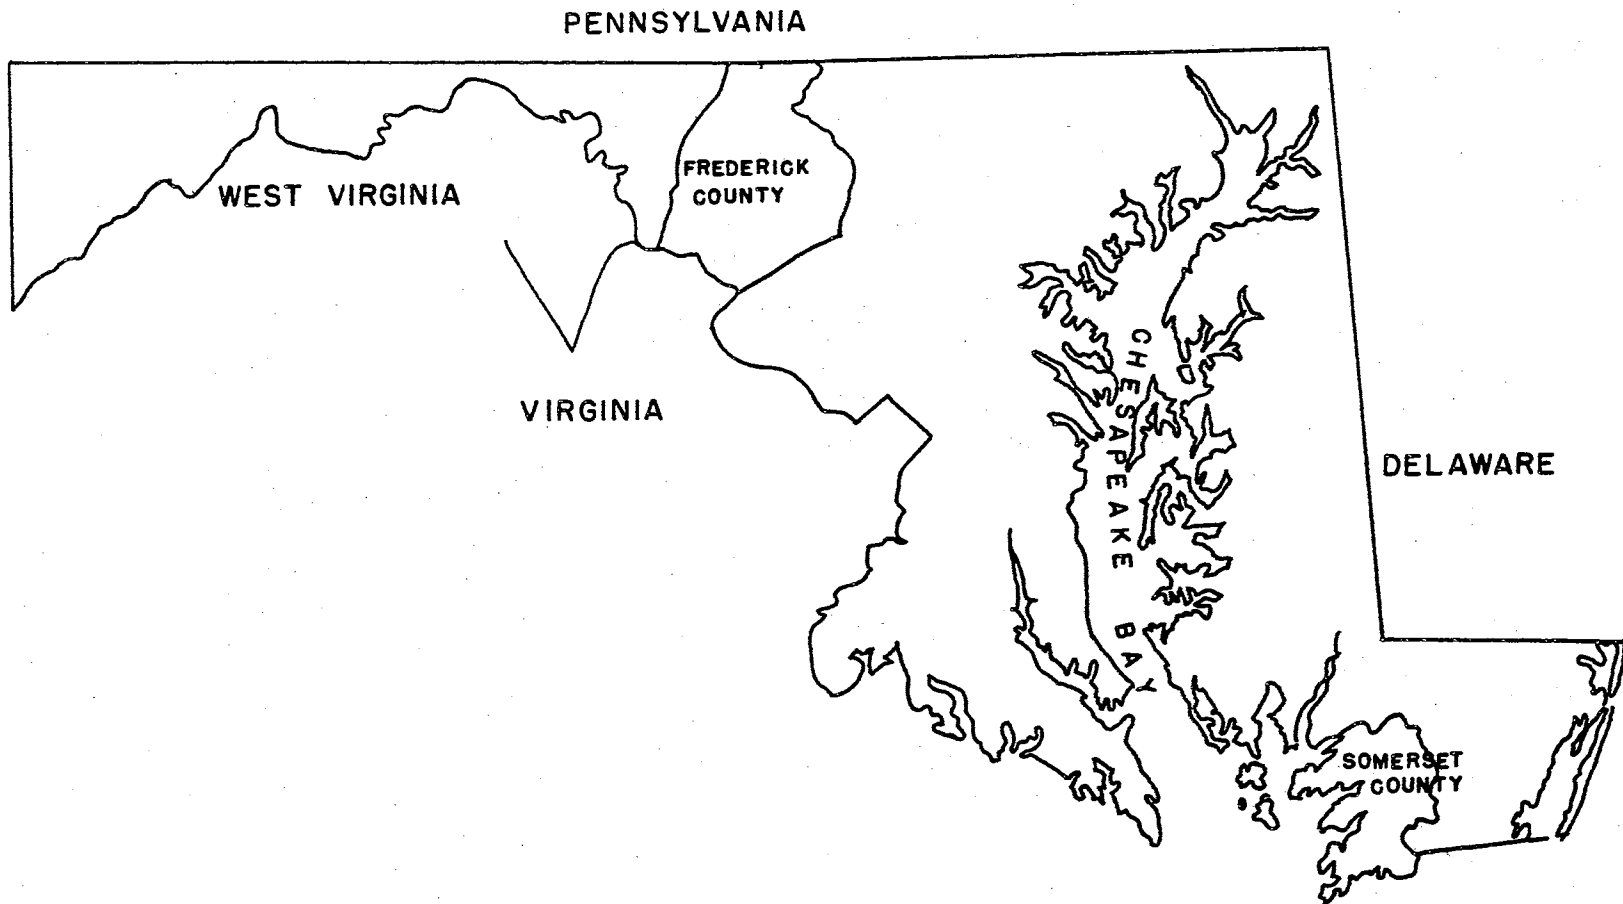 PENNSYLVANIA
FREDERICK
COUNTY
WEST VIRGINIA
VIRGINIA
CHESAPEAKE BAY
DELAWARE
SOMERSET
COUNTY